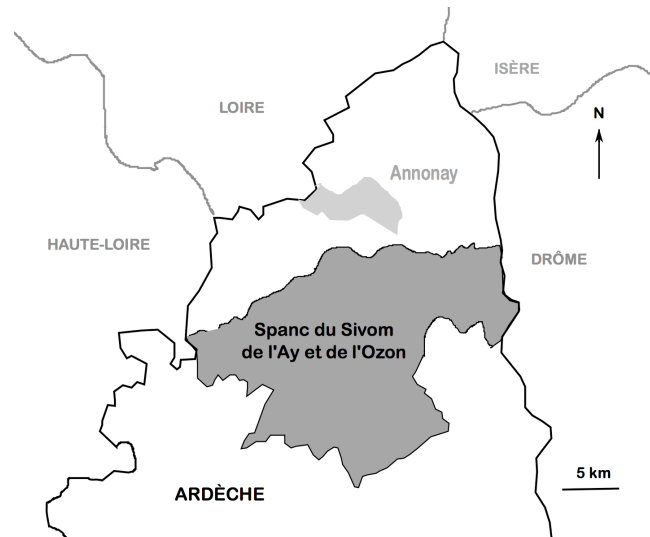 ISÈRE
LOIRE
N
Annonay
HAUTE-LOIRE
DRÔME
Spanc du Sivom
de l'Ay et de l'Ozon
5 km
ARDÈCHE